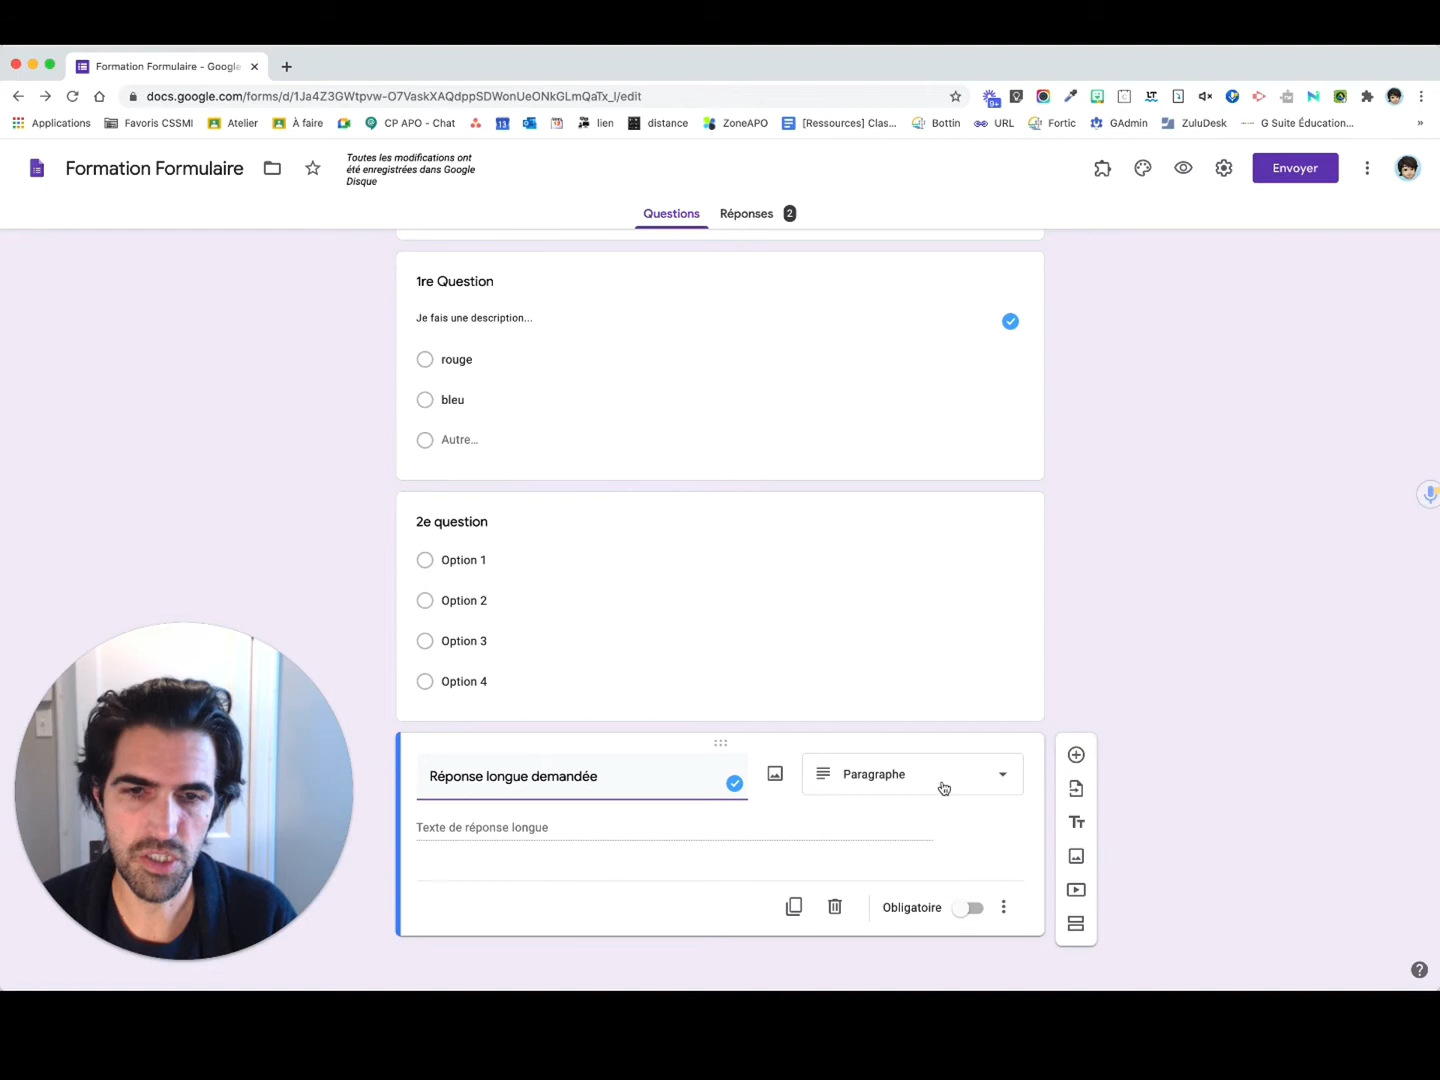 Formation Formulaire - Google
docs.google.com/forms/d/1Ja4Z3GWtpvw-O7VaskXAQdppSDWonUeONkGLmQaTx_I/edit
9+
LT
Applications
Favoris CSSMI
Atelier
À faire
CP APO - Chat
lien
distance
ZoneAPO
[Ressources] Clas...
Bottin
URL
Fortic
GAdmin
ZuluDesk
G Suite Éducation...
»
Formation Formulaire
Toutes les modifications ont
été enregistrées dans Google
Disque
Envoyer
Questions
Réponses 2
1re Question
Je fais une description...
rouge
bleu
Autre...
2e question
Option 1
Option 2
Option 3
Option 4
Réponse longue demandée
Paragraphe
Texte de réponse longue
Obligatoire